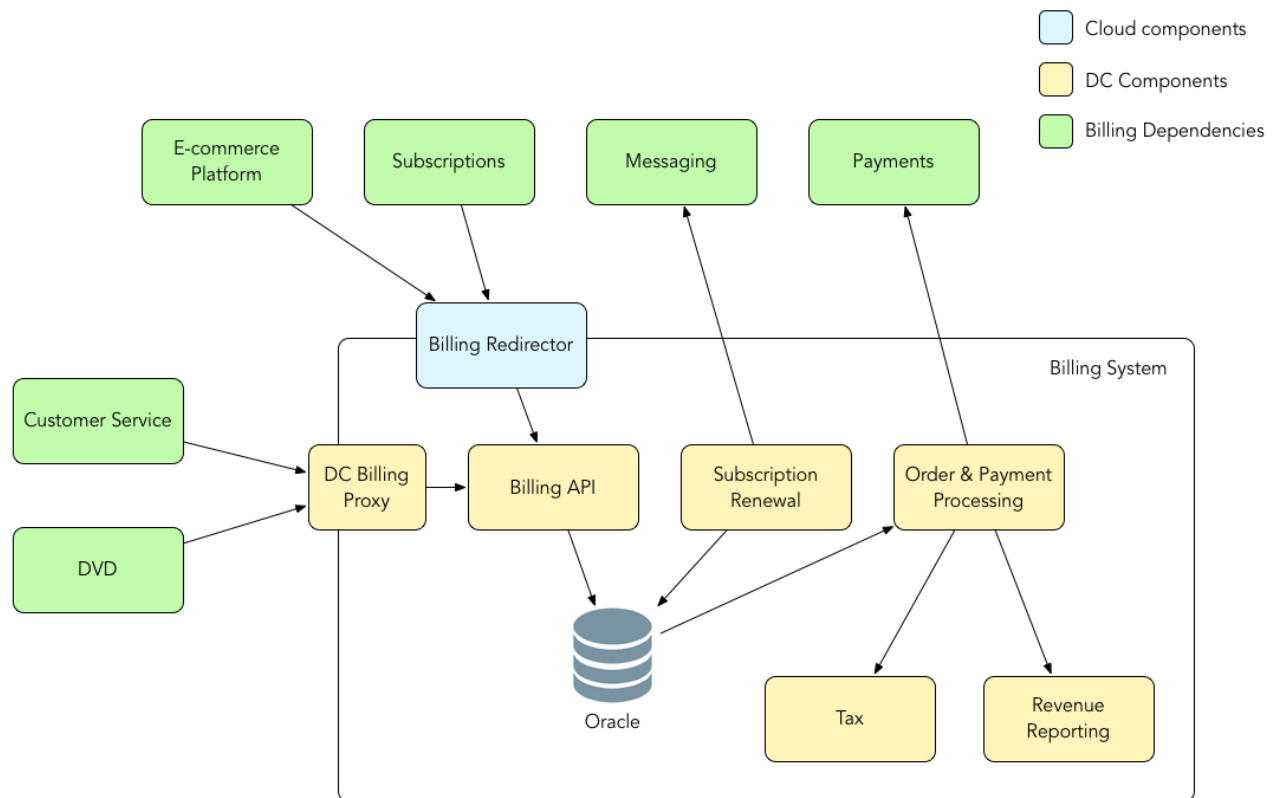 Cloud components
DC Components
Billing Dependencies
E-commerce
Platform
Subscriptions
Messaging
Payments
Billing Redirector
Billing System
Customer Service
DC Billing
Proxy
Billing API
Subscription
Renewal
Order & Payment
Processing
DVD
Oracle
Tax
Revenue
Reporting